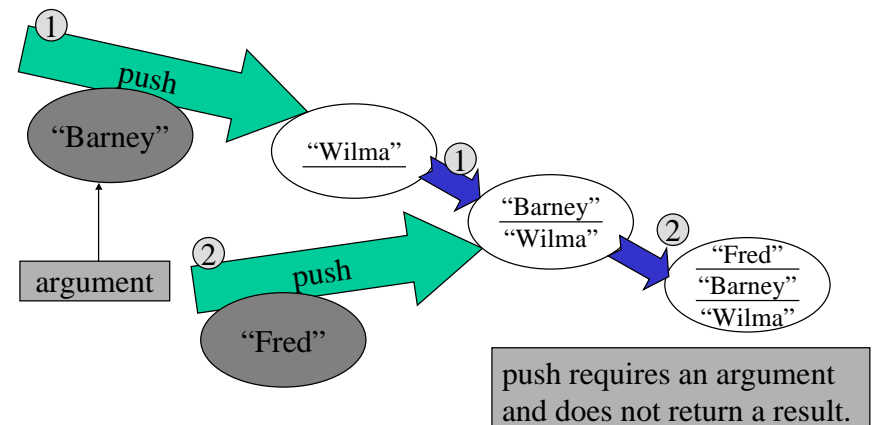 1
push
“Barney”
“Wilma”
1
“Barney”
“Wilma”
2
“Fred”
“Barney”
“Wilma”
argument
2
push
“Fred”
push requires an argument
and does not return a result.